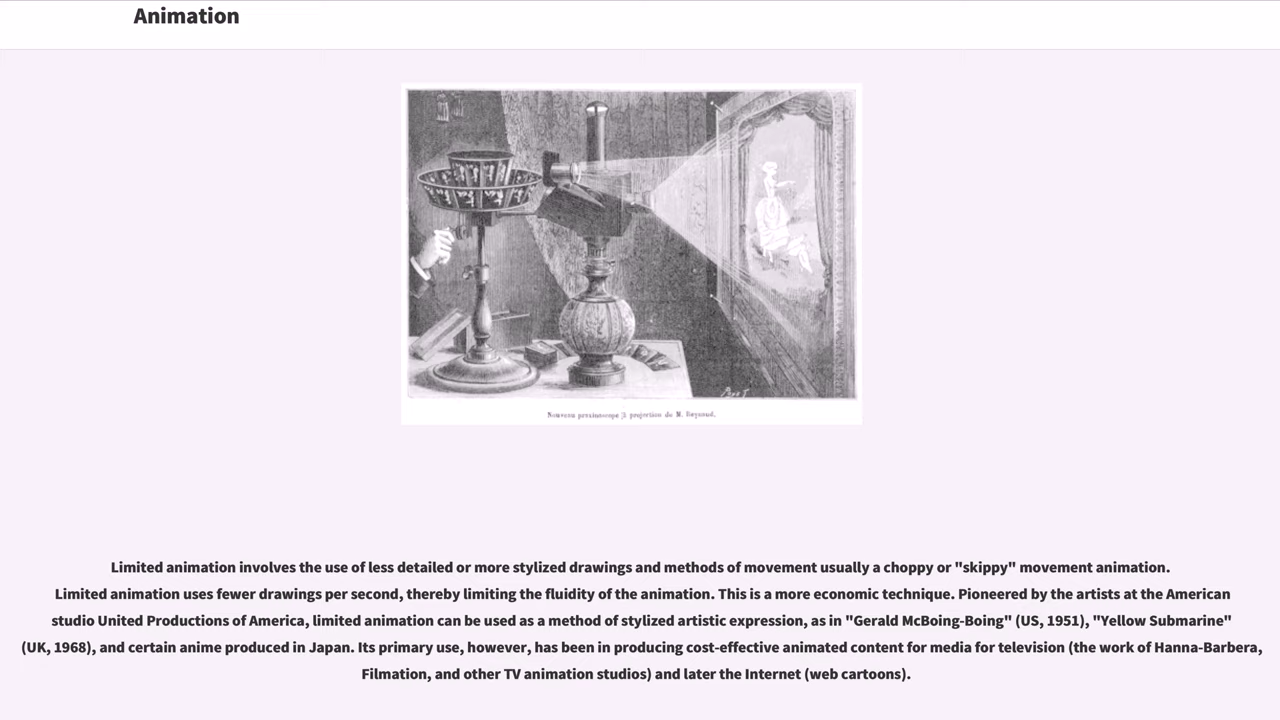 Animation
Nouveau praxinoscope à projection de M. Reynaud.
Limited animation involves the use of less detailed or more stylized drawings and methods of movement usually a choppy or "skippy" movement animation.
Limited animation uses fewer drawings per second, thereby limiting the fluidity of the animation. This is a more economic technique. Pioneered by the artists at the American
studio United Productions of America, limited animation can be used as a method of stylized artistic expression, as in "Gerald McBoing-Boing" (US, 1951), "Yellow Submarine"
(UK, 1968), and certain anime produced in Japan. Its primary use, however, has been in producing cost-effective animated content for media for television (the work of Hanna-Barbera,
Filmation, and other TV animation studios) and later the Internet (web cartoons).